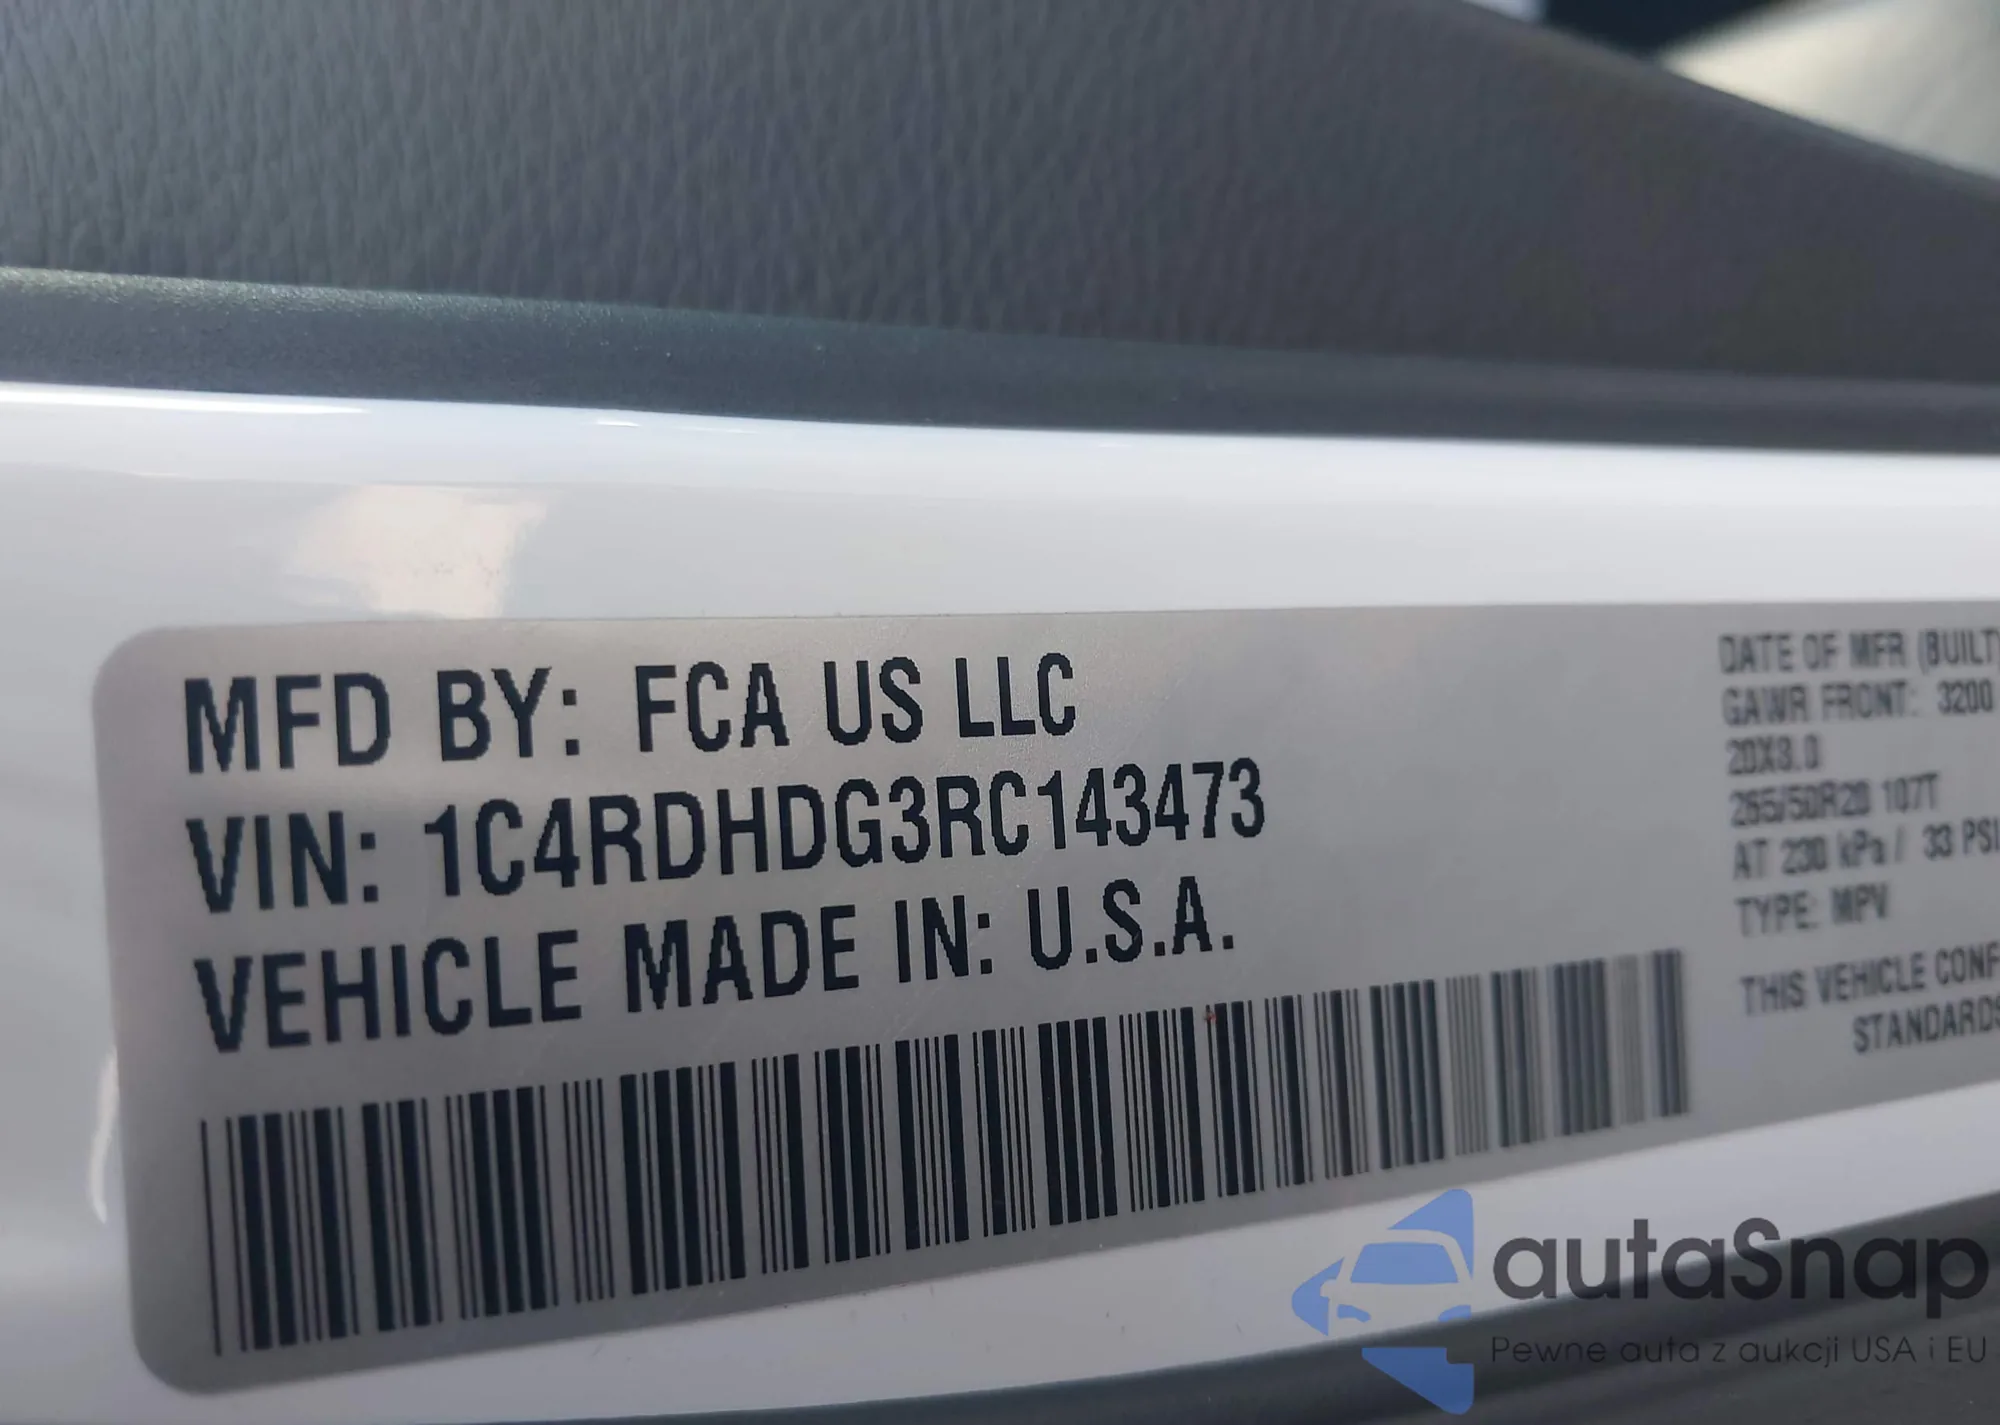 MFD BY: FCA US LLC
VIN: 1C4RDHDG3RC143473
VEHICLE MADE IN: U.S.A.
DATE OF MFR (BUILT)
GAWR FRONT: 3200
20X8.0
265/50R20 107T
AT 230 kPa / 33 PSI
TYPE: MPV
THIS VEHICLE CONF
STANDARDS
autaSnap
Pewne auta z aukcji USA i EU